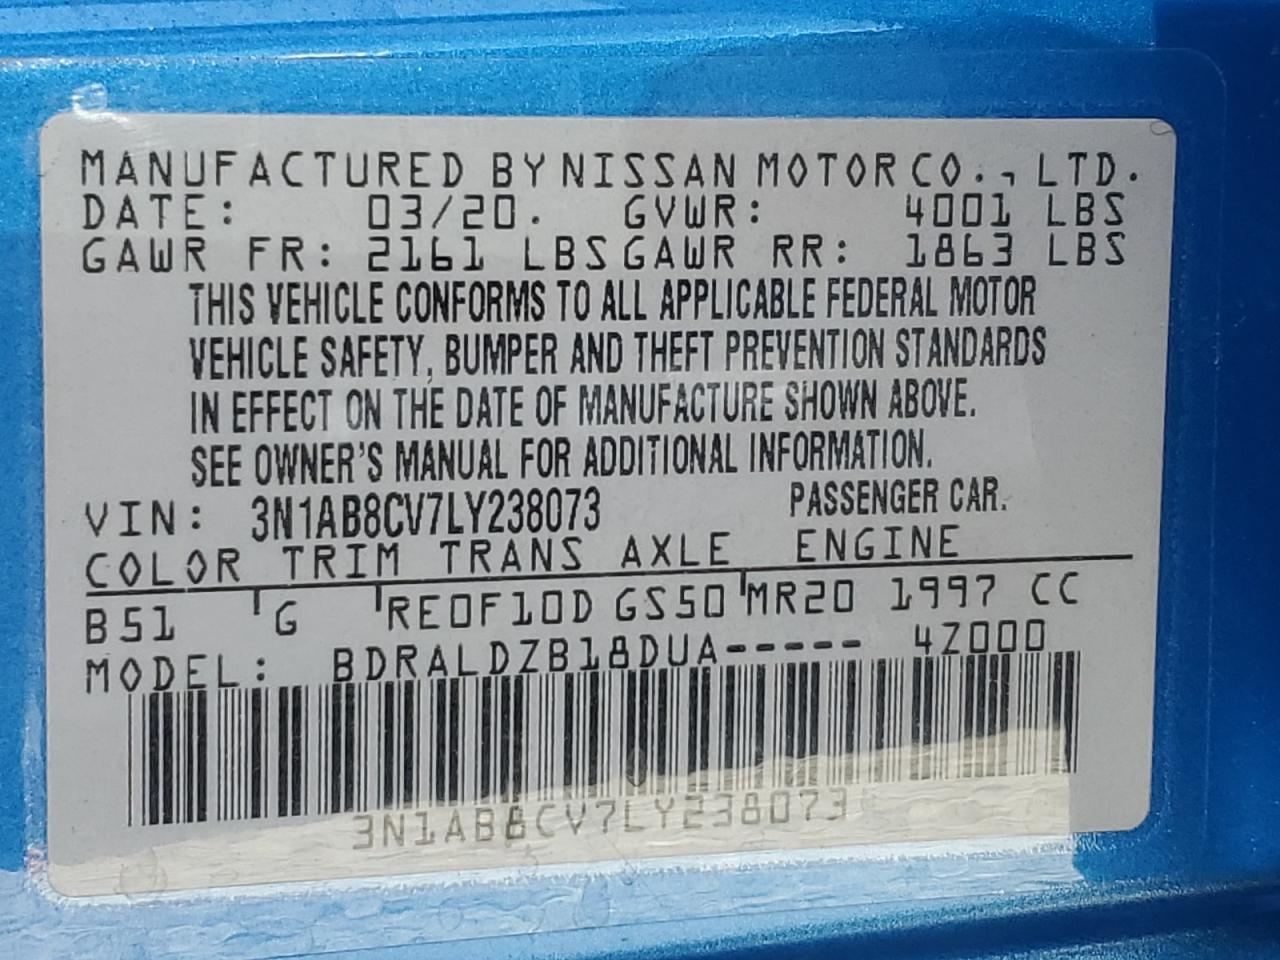 MANUFACTURED BY NISSAN MOTOR CO., LTD.
DATE: 03/20. GVWR: 4001 LBS
GAWR FR: 2161 LBS GAWR RR: 1863 LBS
THIS VEHICLE CONFORMS TO ALL APPLICABLE FEDERAL MOTOR
VEHICLE SAFETY, BUMPER AND THEFT PREVENTION STANDARDS
IN EFFECT ON THE DATE OF MANUFACTURE SHOWN ABOVE.
SEE OWNER'S MANUAL FOR ADDITIONAL INFORMATION.
VIN: 3N1AB8CV7LY238073 PASSENGER CAR.
COLOR TRIM TRANS AXLE ENGINE
B51 G RE0F10D GS50 MR20 1997 CC
MODEL: BDRALDZB18DUA----- 4Z000
3N1AB8CV7LY238073